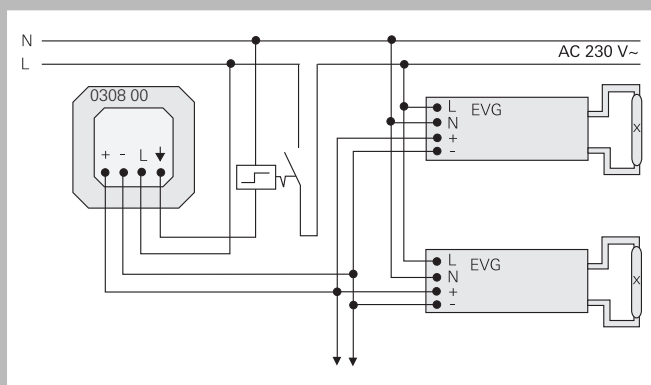 N
L
AC 230 V~
0308 00
+ - L
L EVG
N
+
-
L EVG
N
+
-
x
x